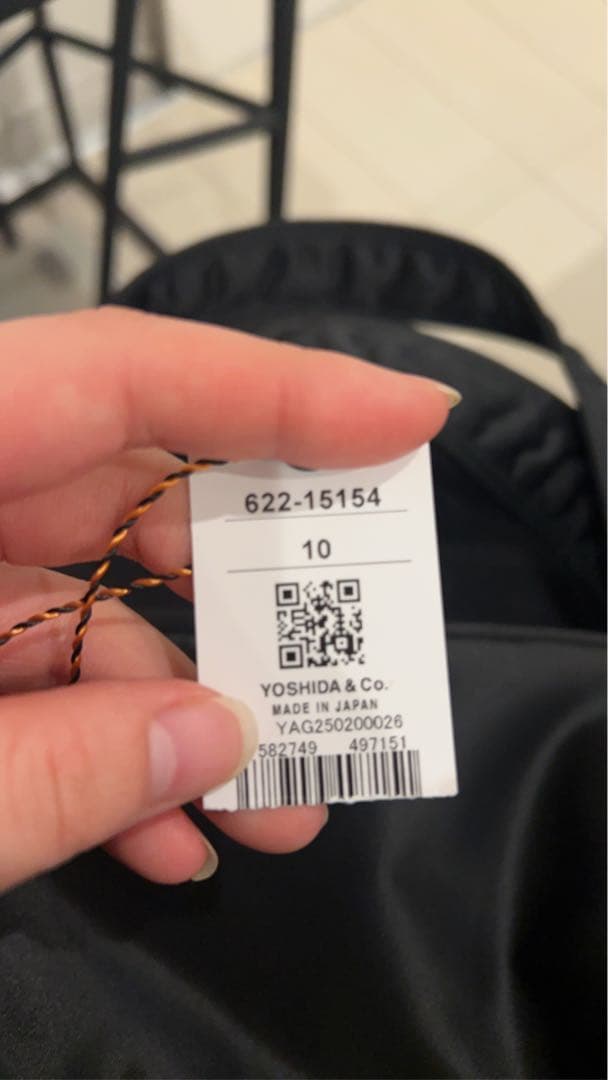 622-15154
10
YOSHIDA & Co.
MADE IN JAPAN
YAG250200026
582749 497151